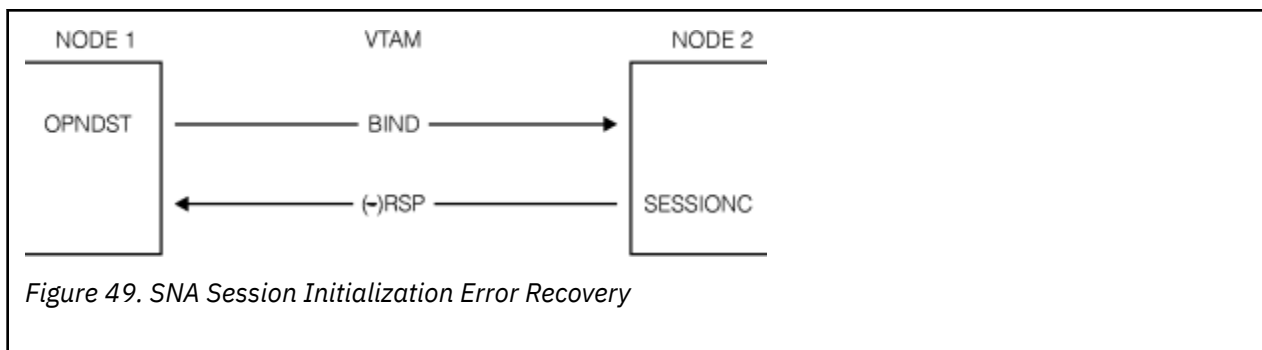 NODE 1 VTAM NODE 2
OPNDST BIND
(-)RSP SESSIONC
Figure 49. SNA Session Initialization Error Recovery